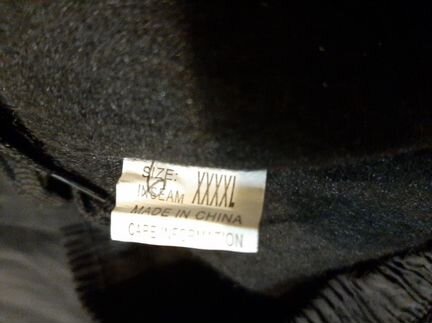 SIZE:
INSEAM XXXXL
MADE IN CHINA
CARE INFORMATION